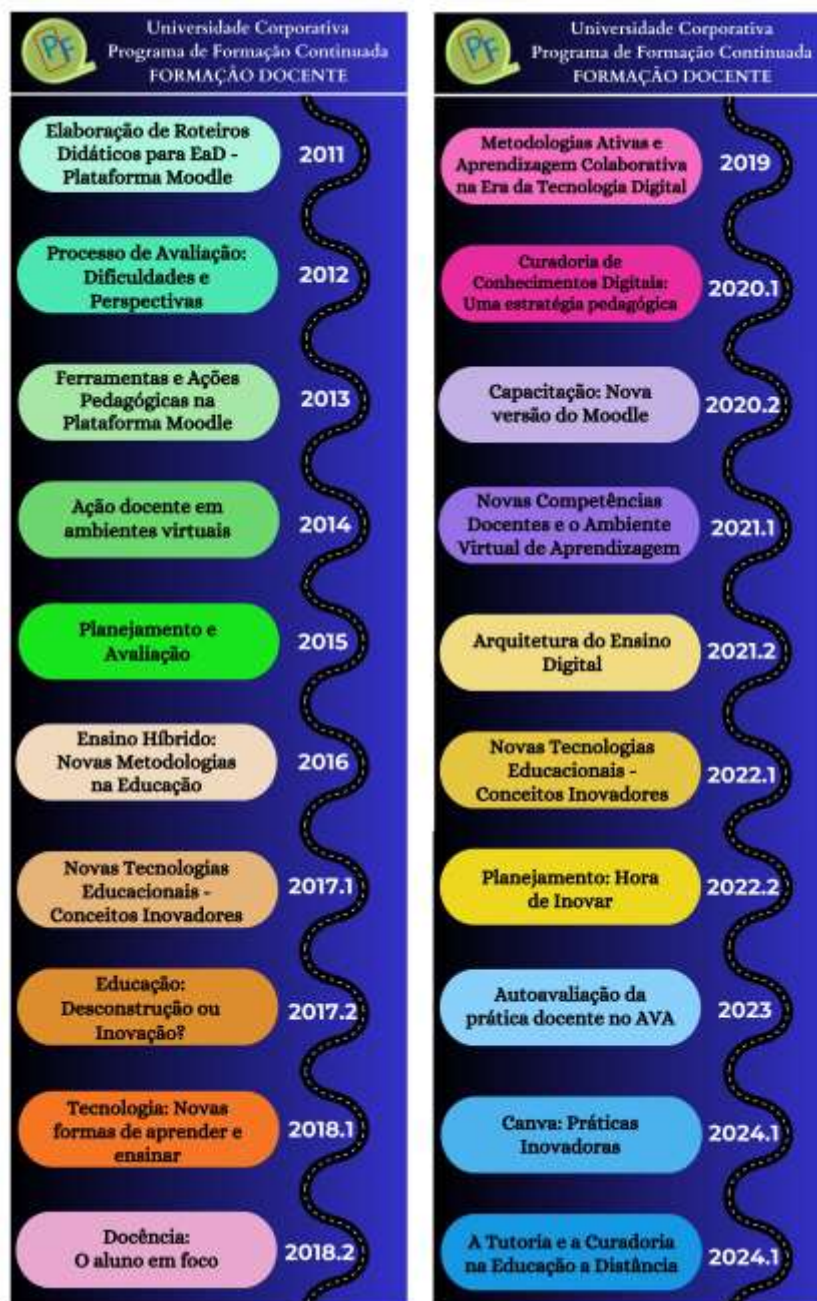 PF
Universidade Corporativa
Programa de Formação Continuada
FORMAÇÃO DOCENTE
Elaboração de Roteiros
Didáticos para EaD -
Plataforma Moodle
2011
Processo de Avaliação:
Dificuldades e
Perspectivas
2012
Ferramentas e Ações
Pedagógicas na
Plataforma Moodle
2013
Ação docente em
ambientes virtuais
2014
Planejamento e
Avaliação
2015
Ensino Híbrido:
Novas Metodologias
na Educação
2016
Novas Tecnologias
Educacionais -
Conceitos Inovadores
2017.1
Educação:
Desconstrução ou
Inovação?
2017.2
Tecnologia: Novas
formas de aprender e
ensinar
2018.1
Docência:
O aluno em foco
2018.2
PF
Universidade Corporativa
Programa de Formação Continuada
FORMAÇÃO DOCENTE
Metodologias Ativas e
Aprendizagem Colaborativa
na Era da Tecnologia Digital
2019
Curadoria de
Conhecimentos Digitais:
Uma estratégia pedagógica
2020.1
Capacitação: Nova
versão do Moodle
2020.2
Novas Competências
Docentes e o Ambiente
Virtual de Aprendizagem
2021.1
Arquitetura do Ensino
Digital
2021.2
Novas Tecnologias
Educacionais -
Conceitos Inovadores
2022.1
Planejamento: Hora
de Inovar
2022.2
Autoavaliação da
prática docente no AVA
2023
Canva: Práticas
Inovadoras
2024.1
A Tutoria e a Curadoria
na Educação a Distância
2024.1